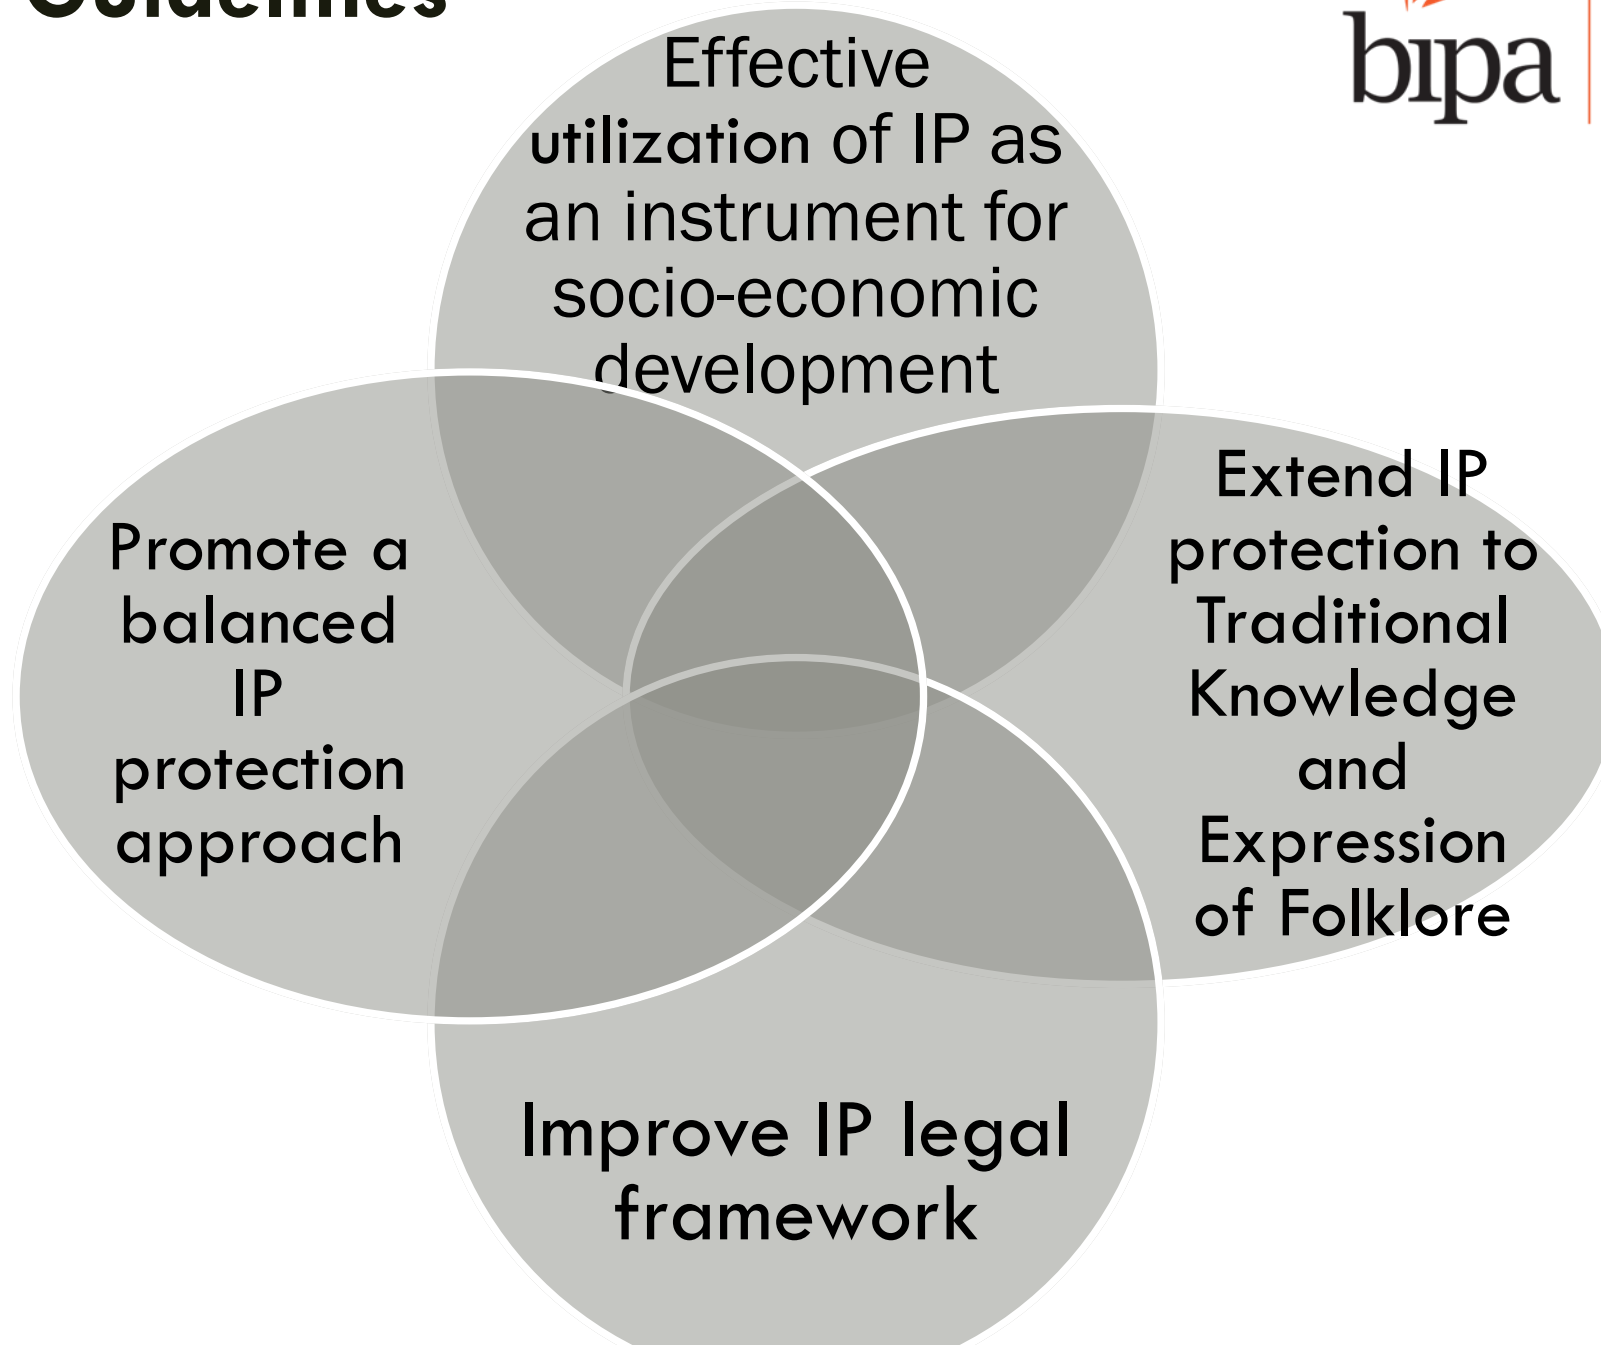 Guidelines
bipa
Effective
utilization of IP as
an instrument for
socio-economic
development
Promote a
balanced
IP
protection
approach
Extend IP
protection to
Traditional
Knowledge
and
Expression
of Folklore
Improve IP legal
framework